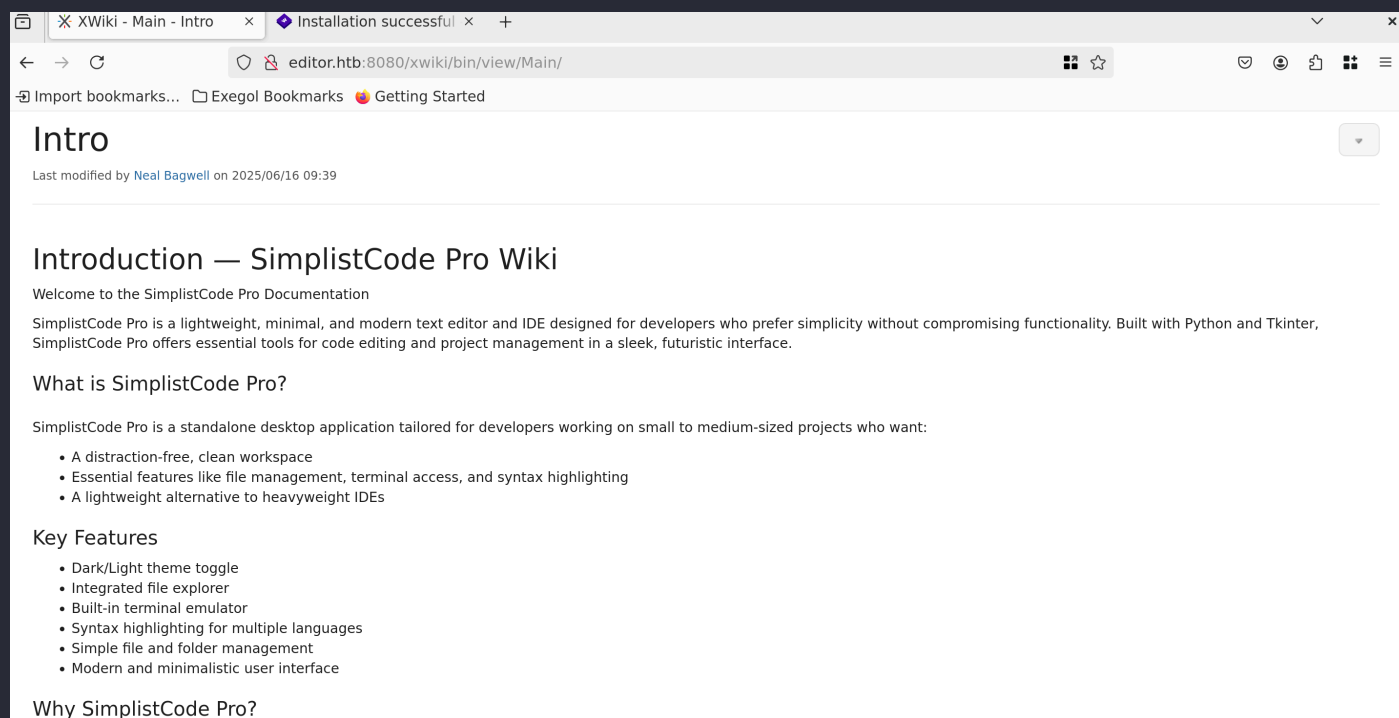 XWiki - Main - Intro
Installation successful
editor.htb:8080/xwiki/bin/view/Main/
Import bookmarks...
Exegol Bookmarks
Getting Started
Intro
Last modified by Neal Bagwell on 2025/06/16 09:39
Introduction — SimplistCode Pro Wiki
Welcome to the SimplistCode Pro Documentation
SimplistCode Pro is a lightweight, minimal, and modern text editor and IDE designed for developers who prefer simplicity without compromising functionality. Built with Python and Tkinter,
SimplistCode Pro offers essential tools for code editing and project management in a sleek, futuristic interface.
What is SimplistCode Pro?
SimplistCode Pro is a standalone desktop application tailored for developers working on small to medium-sized projects who want:
• A distraction-free, clean workspace
• Essential features like file management, terminal access, and syntax highlighting
• A lightweight alternative to heavyweight IDEs
Key Features
• Dark/Light theme toggle
• Integrated file explorer
• Built-in terminal emulator
• Syntax highlighting for multiple languages
• Simple file and folder management
• Modern and minimalistic user interface
Why SimplistCode Pro?